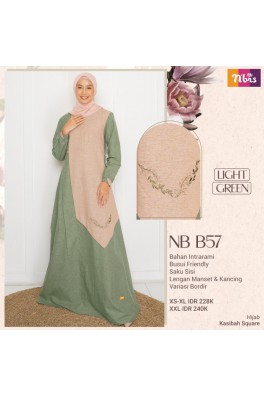 Nbrs
LIGHT
GREEN
NB B57
Bahan Intrarami
Busui Friendly
Saku Sisi
Lengan Manset & Kancing
Variasi Bordir
XS-XL IDR 228K
XXL IDR 240K
Hijab
Kasibah Square